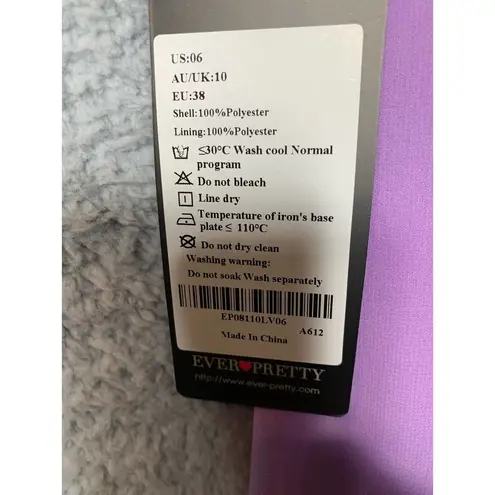 US:06
AU/UK:10
EU:38
Shell:100%Polyester
Lining:100%Polyester
≤30°C Wash cool Normal
program
Do not bleach
Line dry
Temperature of iron's base
plate ≤ 110°C
Do not dry clean
Washing warning:
Do not soak Wash separately
EP08110LV06
A612
Made In China
EVER♥PRETTY
http://www.ever-pretty.com